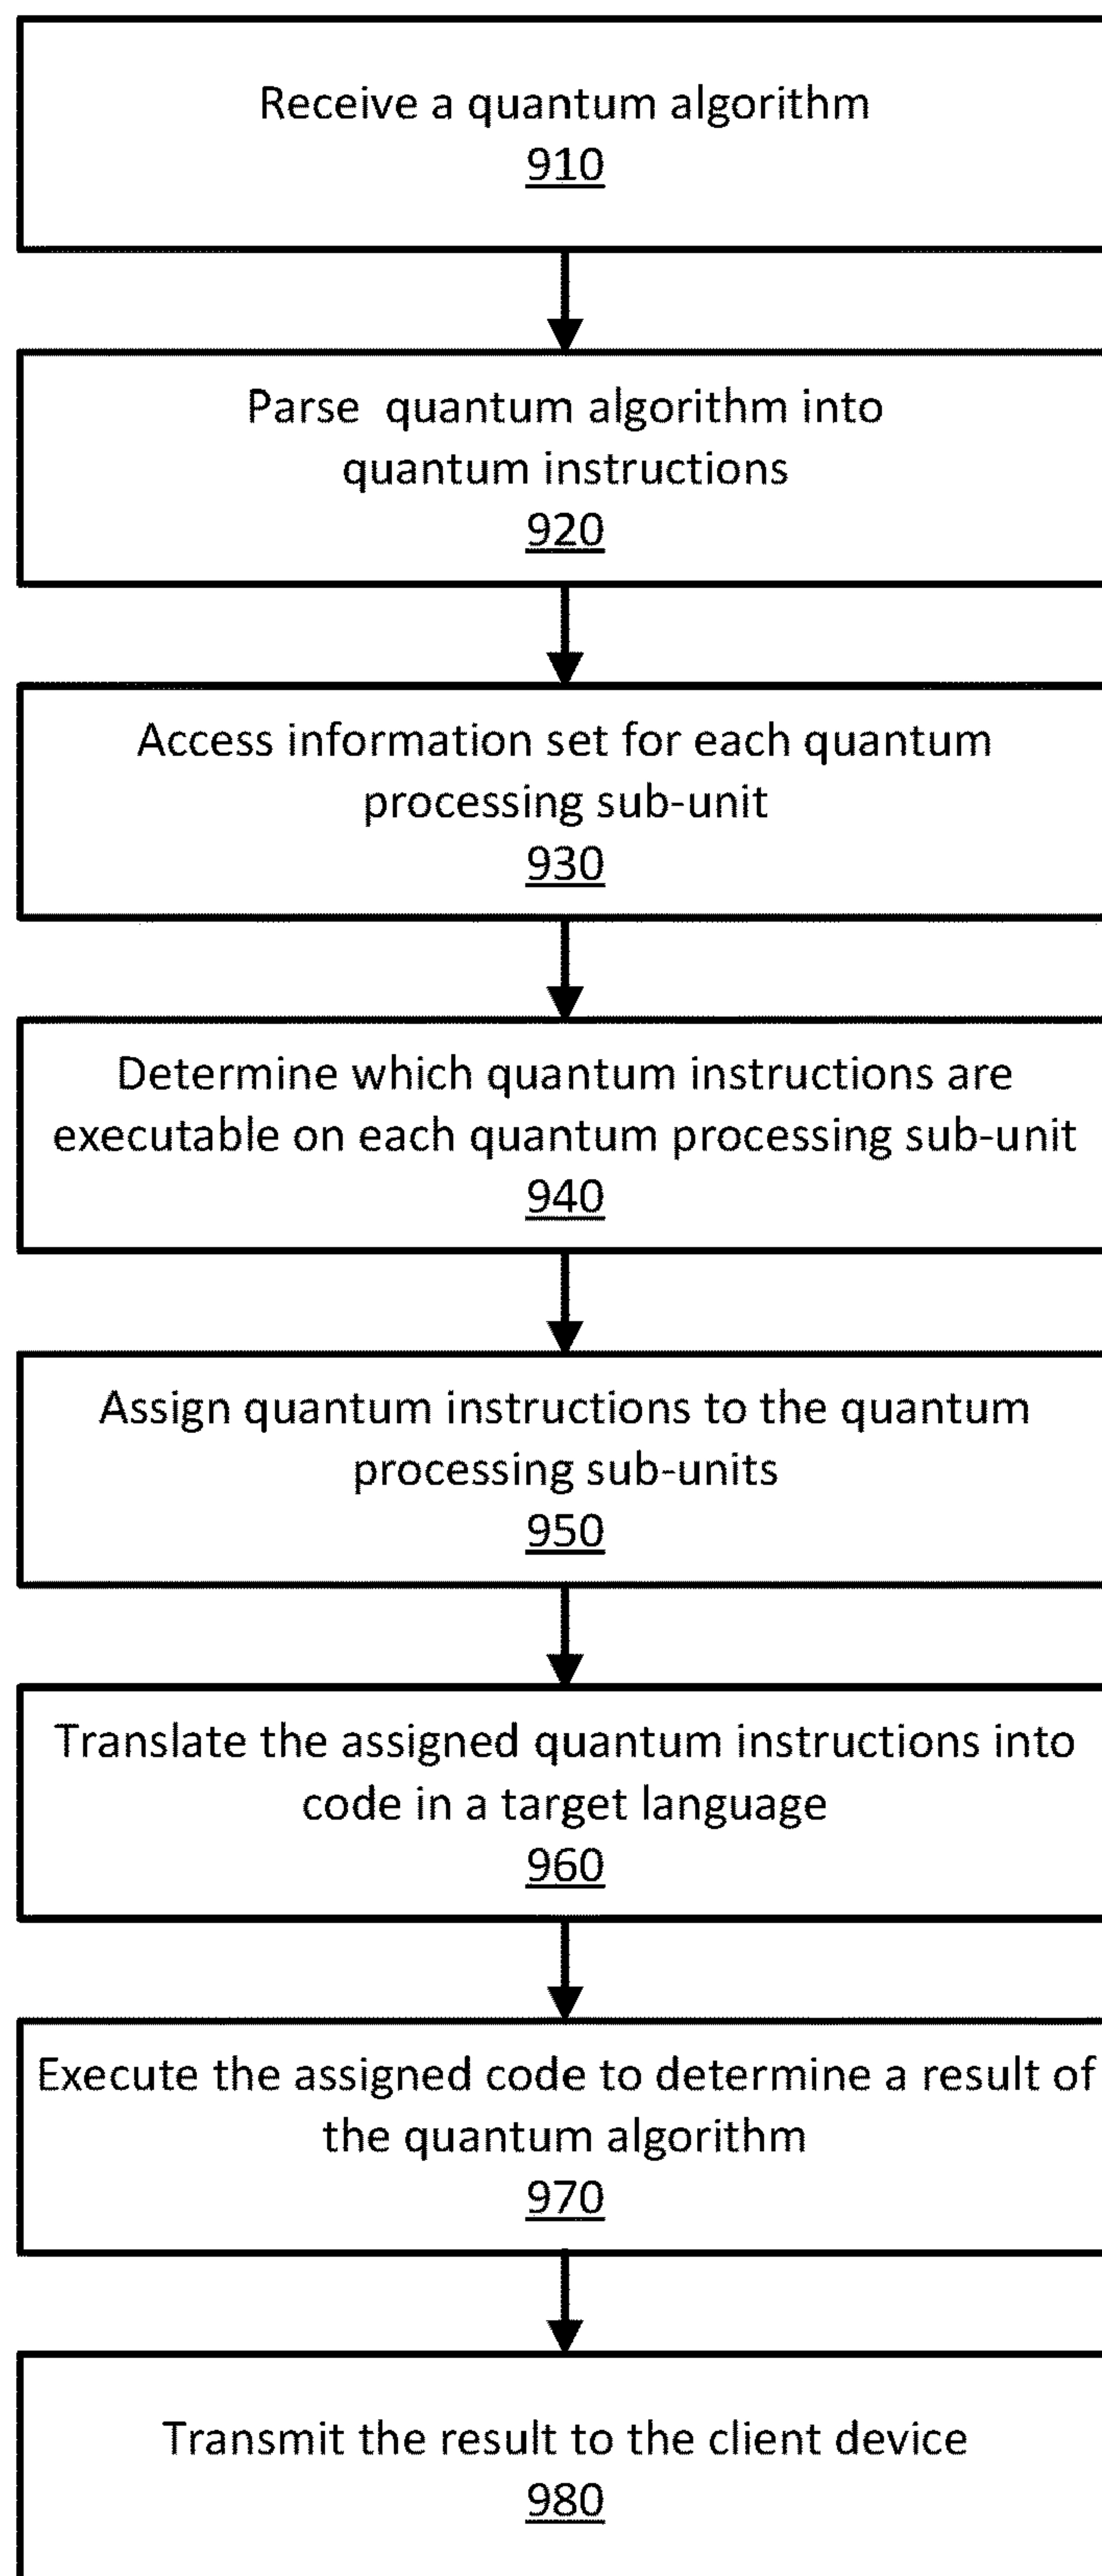 Receive a quantum algorithm
910
Parse quantum algorithm into
quantum instructions
920
Access information set for each quantum
processing sub-unit
930
Determine which quantum instructions are
executable on each quantum processing sub-unit
940
Assign quantum instructions to the quantum
processing sub-units
950
Translate the assigned quantum instructions into
code in a target language
960
Execute the assigned code to determine a result of
the quantum algorithm
970
Transmit the result to the client device
980